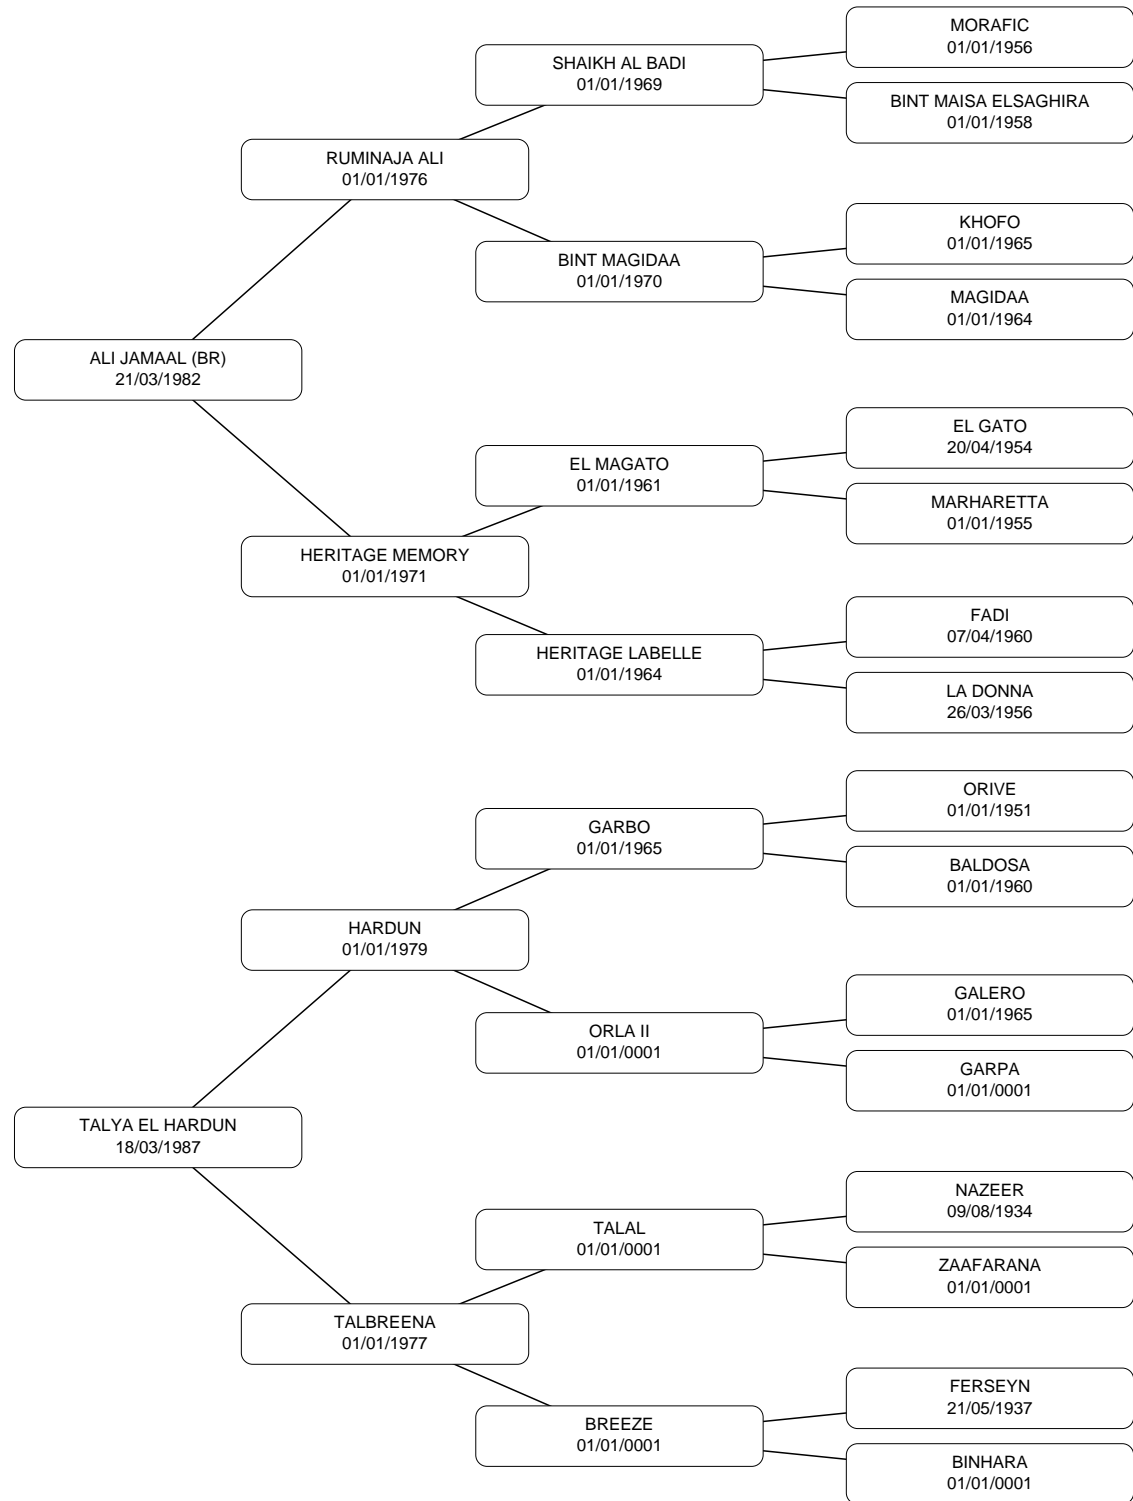 MORAFIC
01/01/1956
SHAIKH AL BADI
01/01/1969
BINT MAISA ELSAGHIRA
01/01/1958
RUMINAJA ALI
01/01/1976
KHOFO
01/01/1965
BINT MAGIDAA
01/01/1970
MAGIDAA
01/01/1964
ALI JAMAAL (BR)
21/03/1982
EL GATO
20/04/1954
EL MAGATO
01/01/1961
MARHARETTA
01/01/1955
HERITAGE MEMORY
01/01/1971
FADI
07/04/1960
HERITAGE LABELLE
01/01/1964
LA DONNA
26/03/1956
ORIVE
01/01/1951
GARBO
01/01/1965
BALDOSA
01/01/1960
HARDUN
01/01/1979
GALERO
01/01/1965
ORLA II
01/01/0001
GARPA
01/01/0001
TALYA EL HARDUN
18/03/1987
NAZEER
09/08/1934
TALAL
01/01/0001
ZAAFARANA
01/01/0001
TALBREENA
01/01/1977
FERSEYN
21/05/1937
BREEZE
01/01/0001
BINHARA
01/01/0001